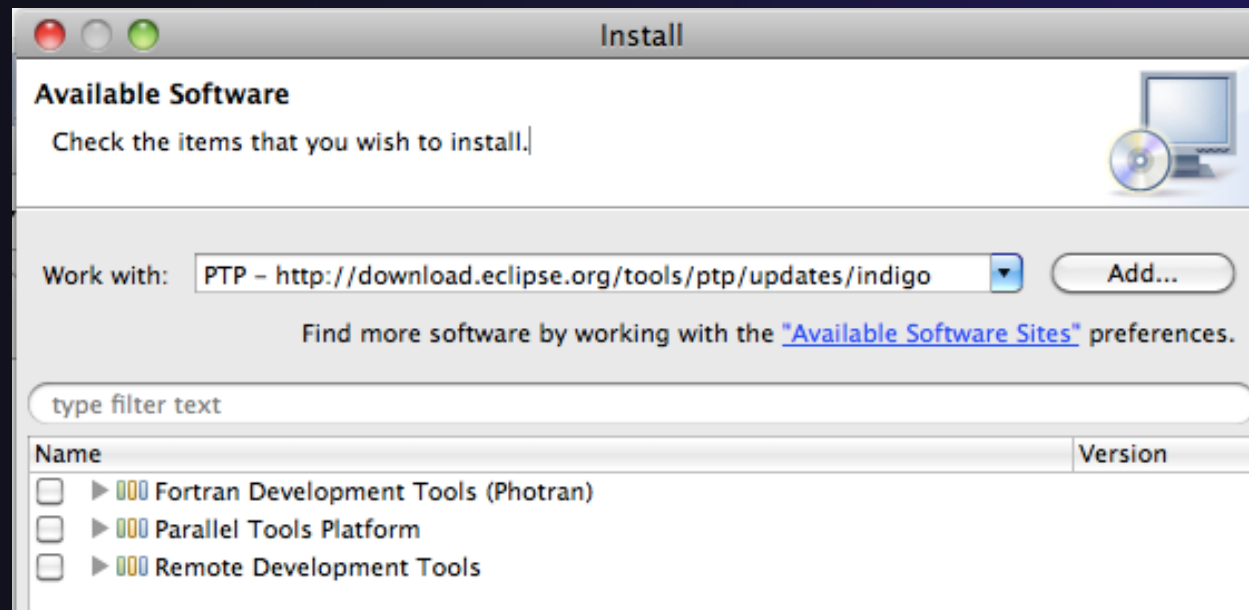 Install
Available Software
Check the items that you wish to install.
Work with: PTP – http://download.eclipse.org/tools/ptp/updates/indigo Add...
Find more software by working with the "Available Software Sites" preferences.
type filter text
Name Version
Fortran Development Tools (Photran)
Parallel Tools Platform
Remote Development Tools